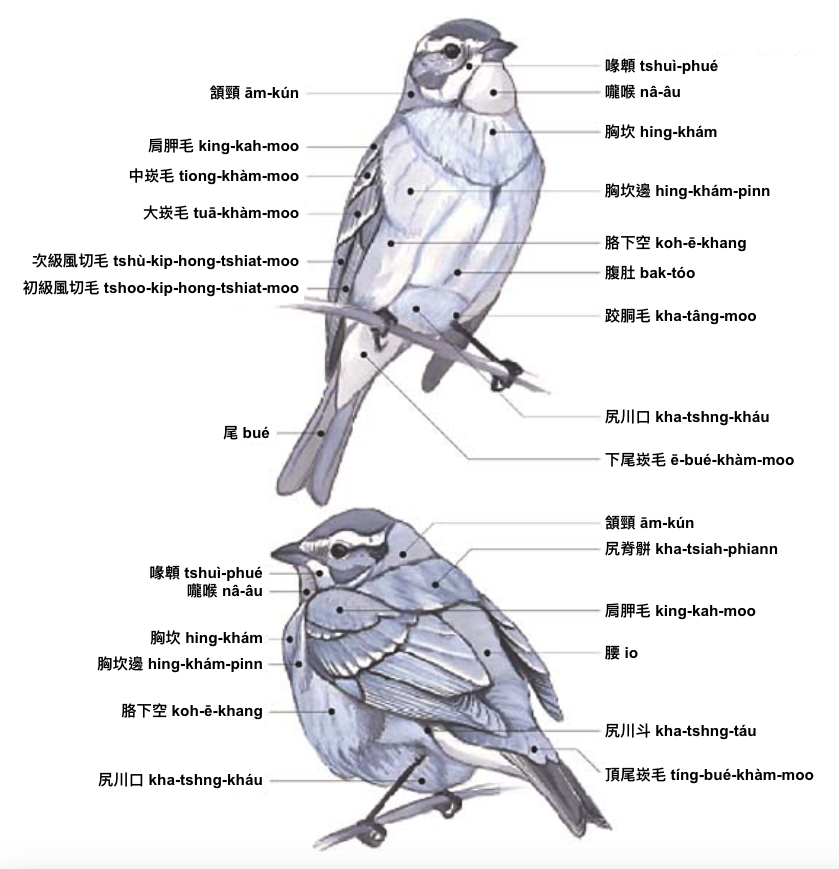 喙顊 tshuì-phué
嚨喉 nâ-âu
頷頸 ām-kún
胸坎 hing-khám
肩胛毛 king-kah-moo
中崁毛 tiong-khàm-moo
胸坎邊 hing-khám-pinn
大崁毛 tuā-khàm-moo
胳下空 koh-ē-khang
次級風切毛 tshù-kip-hong-tshiat-moo
腹肚 bak-tóo
初級風切毛 tshoo-kip-hong-tshiat-moo
跤胴毛 kha-tâng-moo
尻川口 kha-tshng-kháu
尾 bué
下尾崁毛 ē-bué-khàm-moo
頷頸 ām-kún
尻脊骿 kha-tsiah-phiann
喙顊 tshuì-phué
嚨喉 nâ-âu
肩胛毛 king-kah-moo
胸坎 hing-khám
腰 io
胸坎邊 hing-khám-pinn
胳下空 koh-ē-khang
尻川斗 kha-tshng-táu
頂尾崁毛 tíng-bué-khàm-moo
尻川口 kha-tshng-kháu